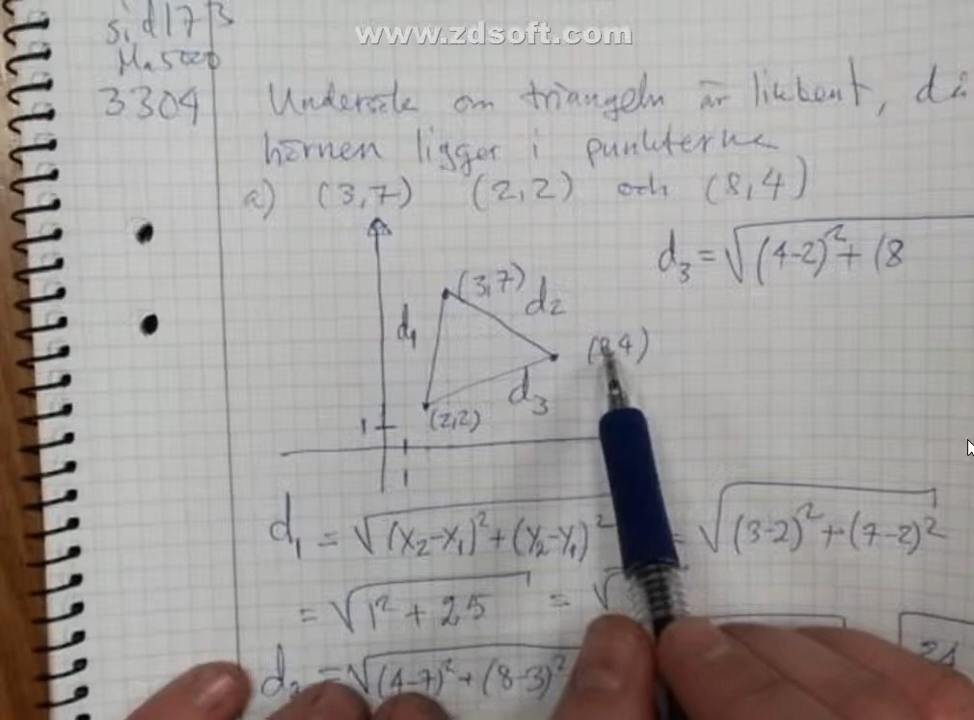 www.zdsoft.com
sid 173
Ma 5000
3304 Undersök om triangeln är likbent, då
hörnen ligger i punkterna
a) (3,7) (2,2) och (8,4)
d₃ = √(4-2)² + (8
(3,7) d₂
d₁
(8,4)
d₃
(2,2)
1
1
d₁ = √(x₂-x₁)² + (y₂-y₁)² = √(3-2)² + (7-2)²
= √1² + 25 = √
d₂ = √(4-7)² + (8-3)²